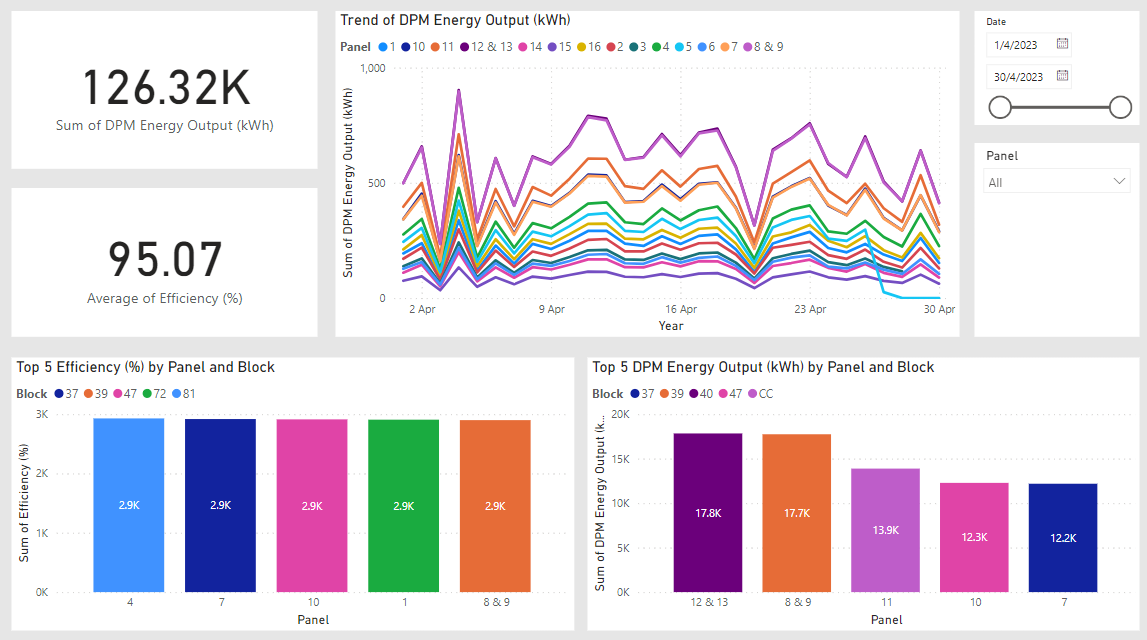 126.32K
Sum of DPM Energy Output (kWh)
95.07
Average of Efficiency (%)
Trend of DPM Energy Output (kWh)
Panel 1 10 11 12 & 13 14 15 16 2 3 4 5 6 7 8 & 9
Sum of DPM Energy Output (kWh)
1,000
500
0
2 Apr 9 Apr 16 Apr 23 Apr 30 Apr
Year
Date
1/4/2023
30/4/2023
Panel
All
Top 5 Efficiency (%) by Panel and Block
Block 37 39 47 72 81
Sum of Efficiency (%)
3K
2K
1K
0K
2.9K 2.9K 2.9K 2.9K 2.9K
4 7 10 1 8 & 9
Panel
Top 5 DPM Energy Output (kWh) by Panel and Block
Block 37 39 40 47 CC
Sum of DPM Energy Output (k...
20K
15K
10K
5K
0K
17.8K 17.7K 13.9K 12.3K 12.2K
12 & 13 8 & 9 11 10 7
Panel